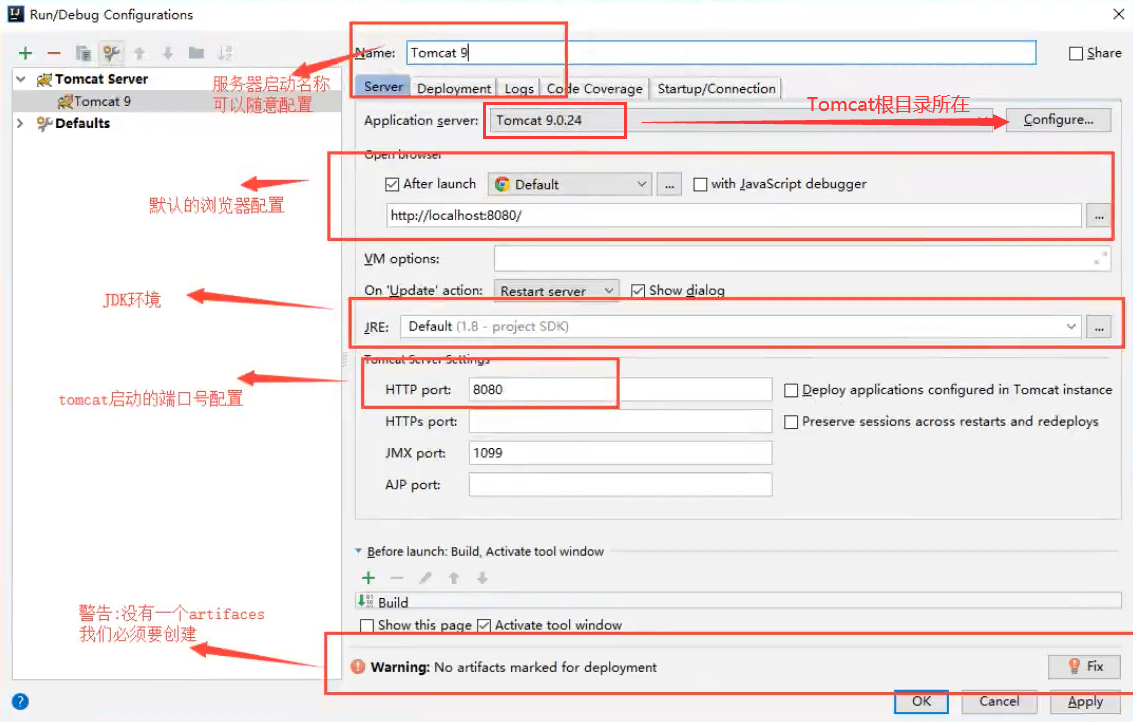 Run/Debug Configurations
Name: Tomcat 9
Share
Tomcat Server
Tomcat 9
Defaults
服务器启动名称
可以随意配置
Server Deployment Logs Code Coverage Startup/Connection
Tomcat根目录所在
Application server: Tomcat 9.0.24 Configure...
Open browser
After launch Default ... with JavaScript debugger
默认的浏览器配置
http://localhost:8080/ ...
VM options:
On 'Update' action: Restart server Show dialog
JDK环境
JRE: Default (1.8 - project SDK) ...
Tomcat Server Settings
HTTP port: 8080 Deploy applications configured in Tomcat instance
tomcat启动的端口号配置
HTTPs port: Preserve sessions across restarts and redeploys
JMX port: 1099
AJP port:
Before launch: Build, Activate tool window
Build
警告:没有一个artifaces
我们必须要创建
Show this page Activate tool window
Warning: No artifacts marked for deployment Fix
? OK Cancel Apply